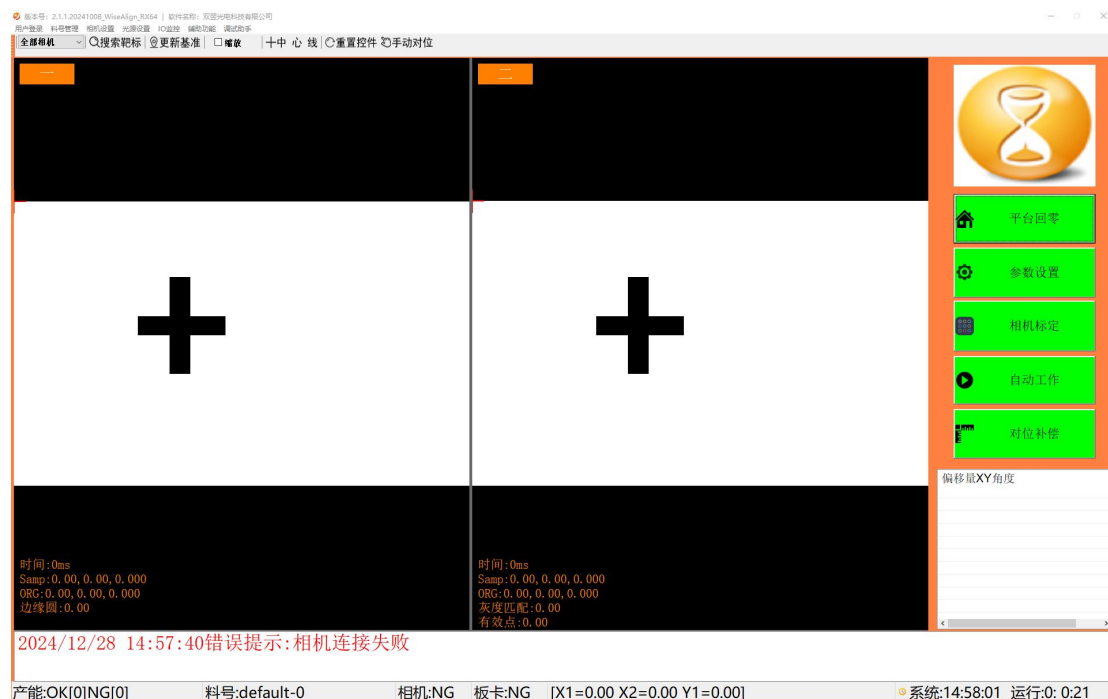 版本号: 2.1.1.20241008_WiseAlign_RX64 | 软件名称: 双翌光电科技有限公司
用户登录 料号管理 相机设置 光源设置 IO监控 辅助功能 调试助手
全部相机 搜索靶标 更新基准 缩放 十中 心 线 重置控件 手动对位
一
二
平台回零
参数设置
相机标定
自动工作
对位补偿
偏移量XY角度
时间:0ms
Samp:0.00,0.00,0.000
ORG:0.00,0.00,0.000
边缘圆:0.00
时间:0ms
Samp:0.00,0.00,0.000
ORG:0.00,0.00,0.000
灰度匹配:0.00
有效点:0.00
2024/12/28 14:57:40错误提示:相机连接失败
产能:OK[0]NG[0] 料号:default-0 相机:NG 板卡:NG [X1=0.00 X2=0.00 Y1=0.00] 系统:14:58:01 运行:0: 0:21